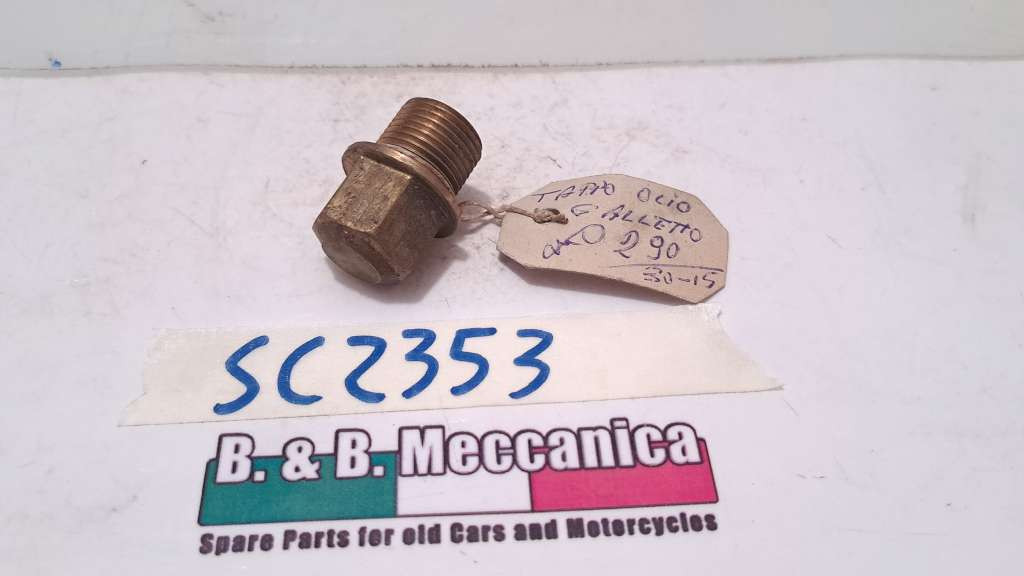 TAPPO OLIO
GALLETTO
290
30-15
SC2353
B. & B. Meccanica
Spare Parts for old Cars and Motorcycles